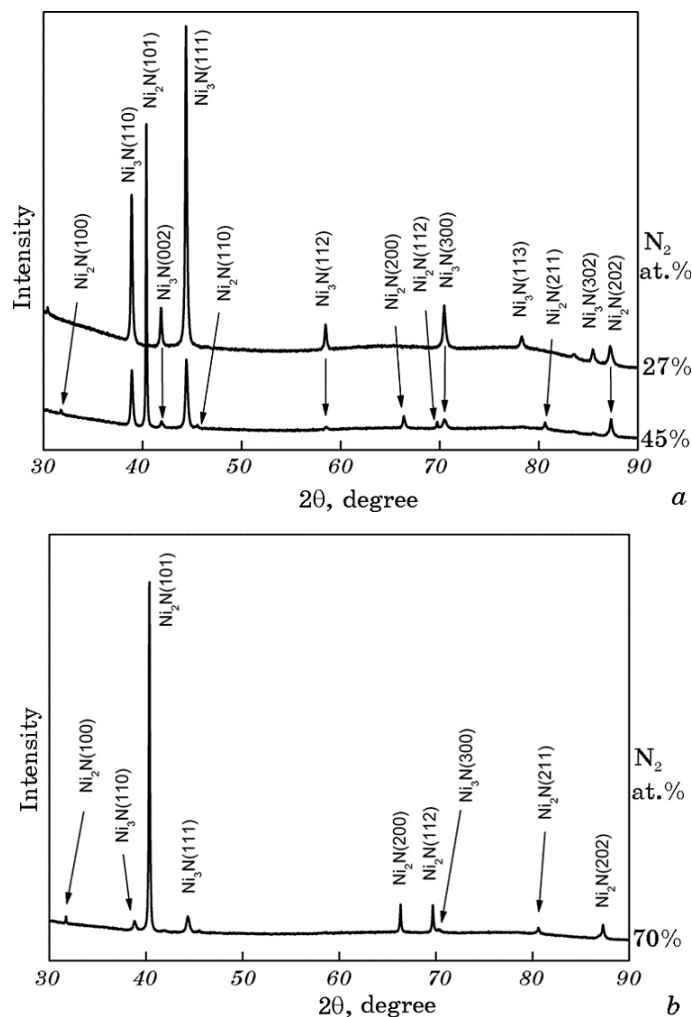 Intensity
Ni₂N(100)
Ni₃N(110)
Ni₂N(101)
Ni₃N(002)
Ni₃N(111)
Ni₂N(110)
Ni₃N(112)
Ni₂N(200)
Ni₂N(112)
Ni₃N(300)
Ni₃N(113)
Ni₂N(211)
Ni₃N(302)
Ni₂N(202)
N₂
at.%
27%
45%
30 40 50 60 70 80 90
2θ, degree
a
Intensity
Ni₂N(100)
Ni₃N(110)
Ni₂N(101)
Ni₃N(111)
Ni₂N(200)
Ni₂N(112)
Ni₃N(300)
Ni₂N(211)
Ni₂N(202)
N₂
at.%
70%
30 40 50 60 70 80 90
2θ, degree
b